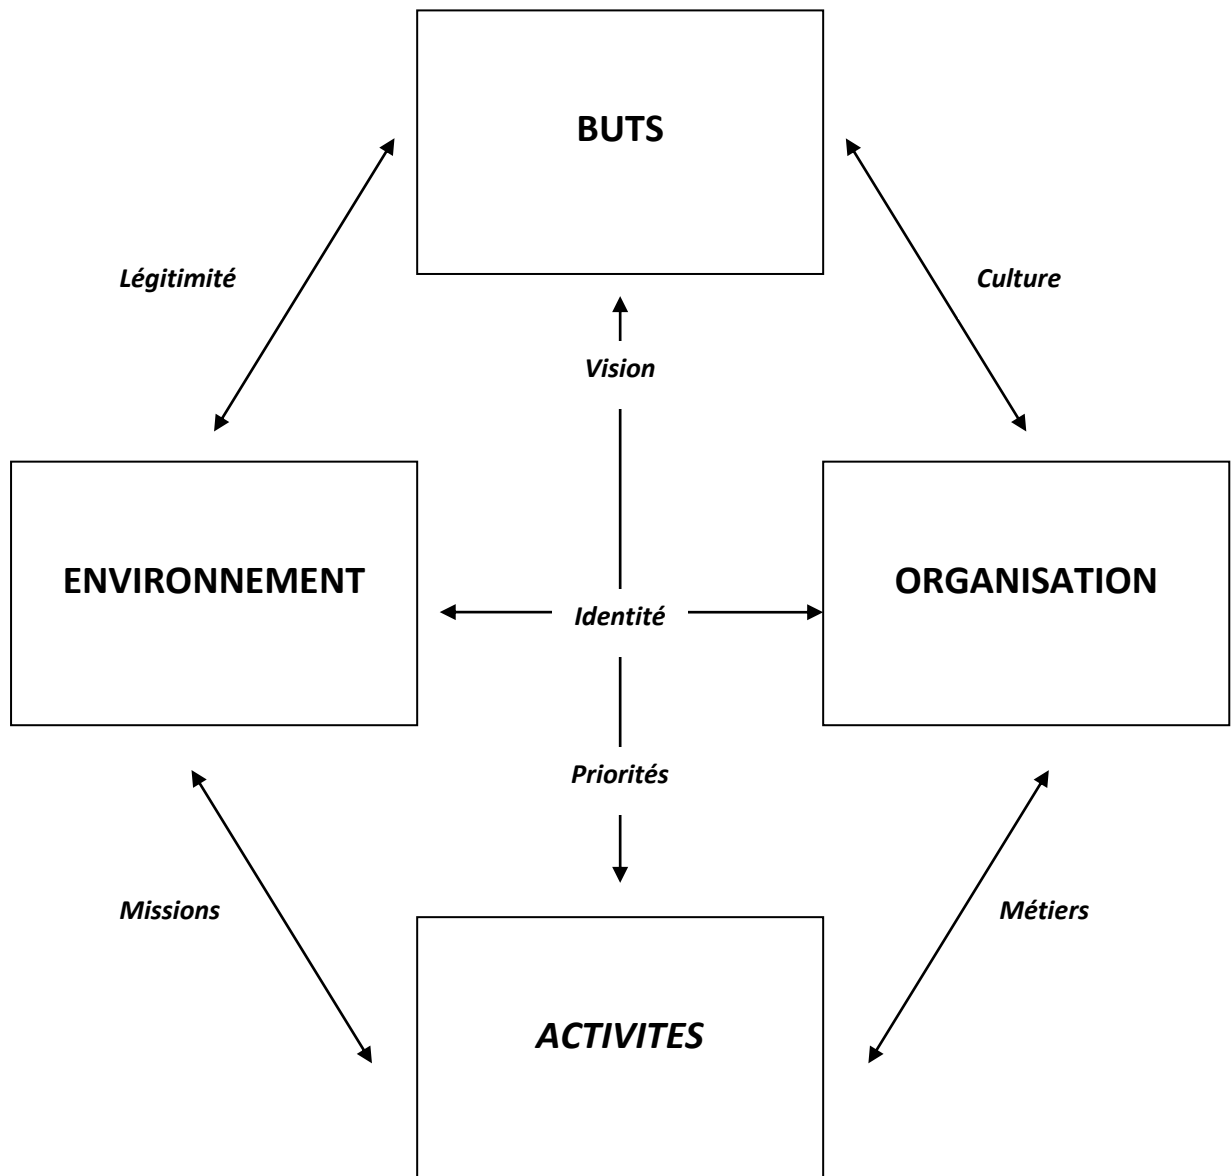 BUTS
Légitimité
Culture
Vision
ENVIRONNEMENT
ORGANISATION
Identité
Priorités
Missions
Métiers
ACTIVITES